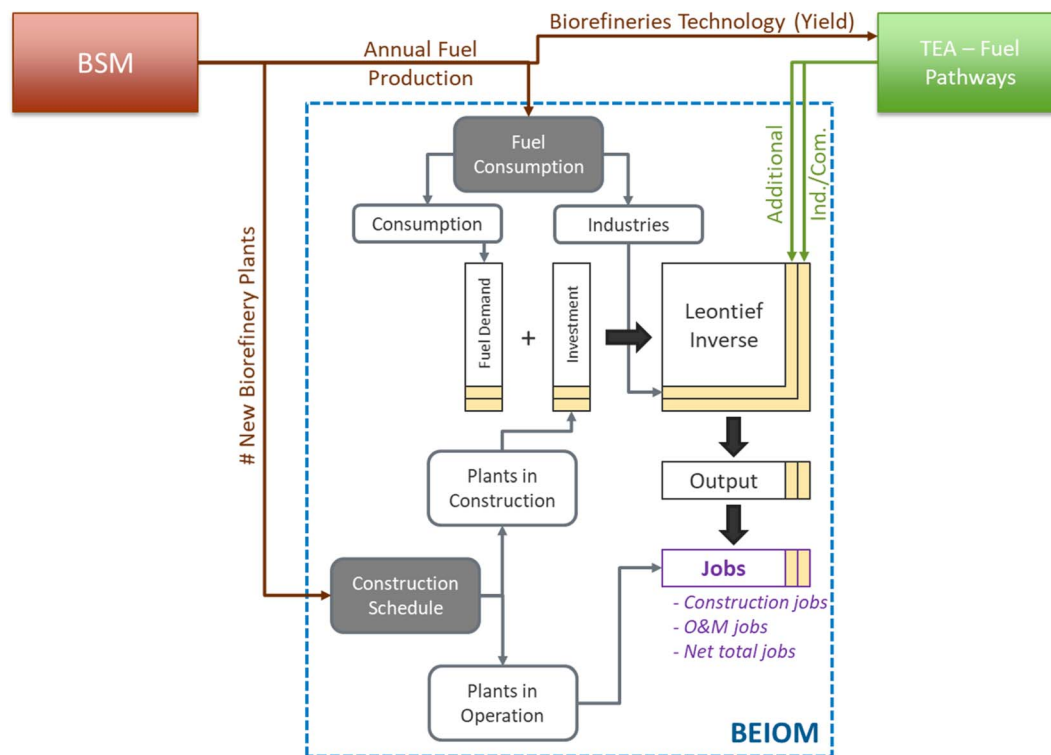 Biorefineries Technology (Yield)
BSM
Annual Fuel
Production
TEA – Fuel
Pathways
Fuel
Consumption
Additional
Ind./Com.
Consumption
Industries
# New Biorefinery Plants
Fuel Demand
+
Investment
Leontief
Inverse
Plants in
Construction
Output
Construction
Schedule
Jobs
- Construction jobs
- O&M jobs
- Net total jobs
Plants in
Operation
BEIOM